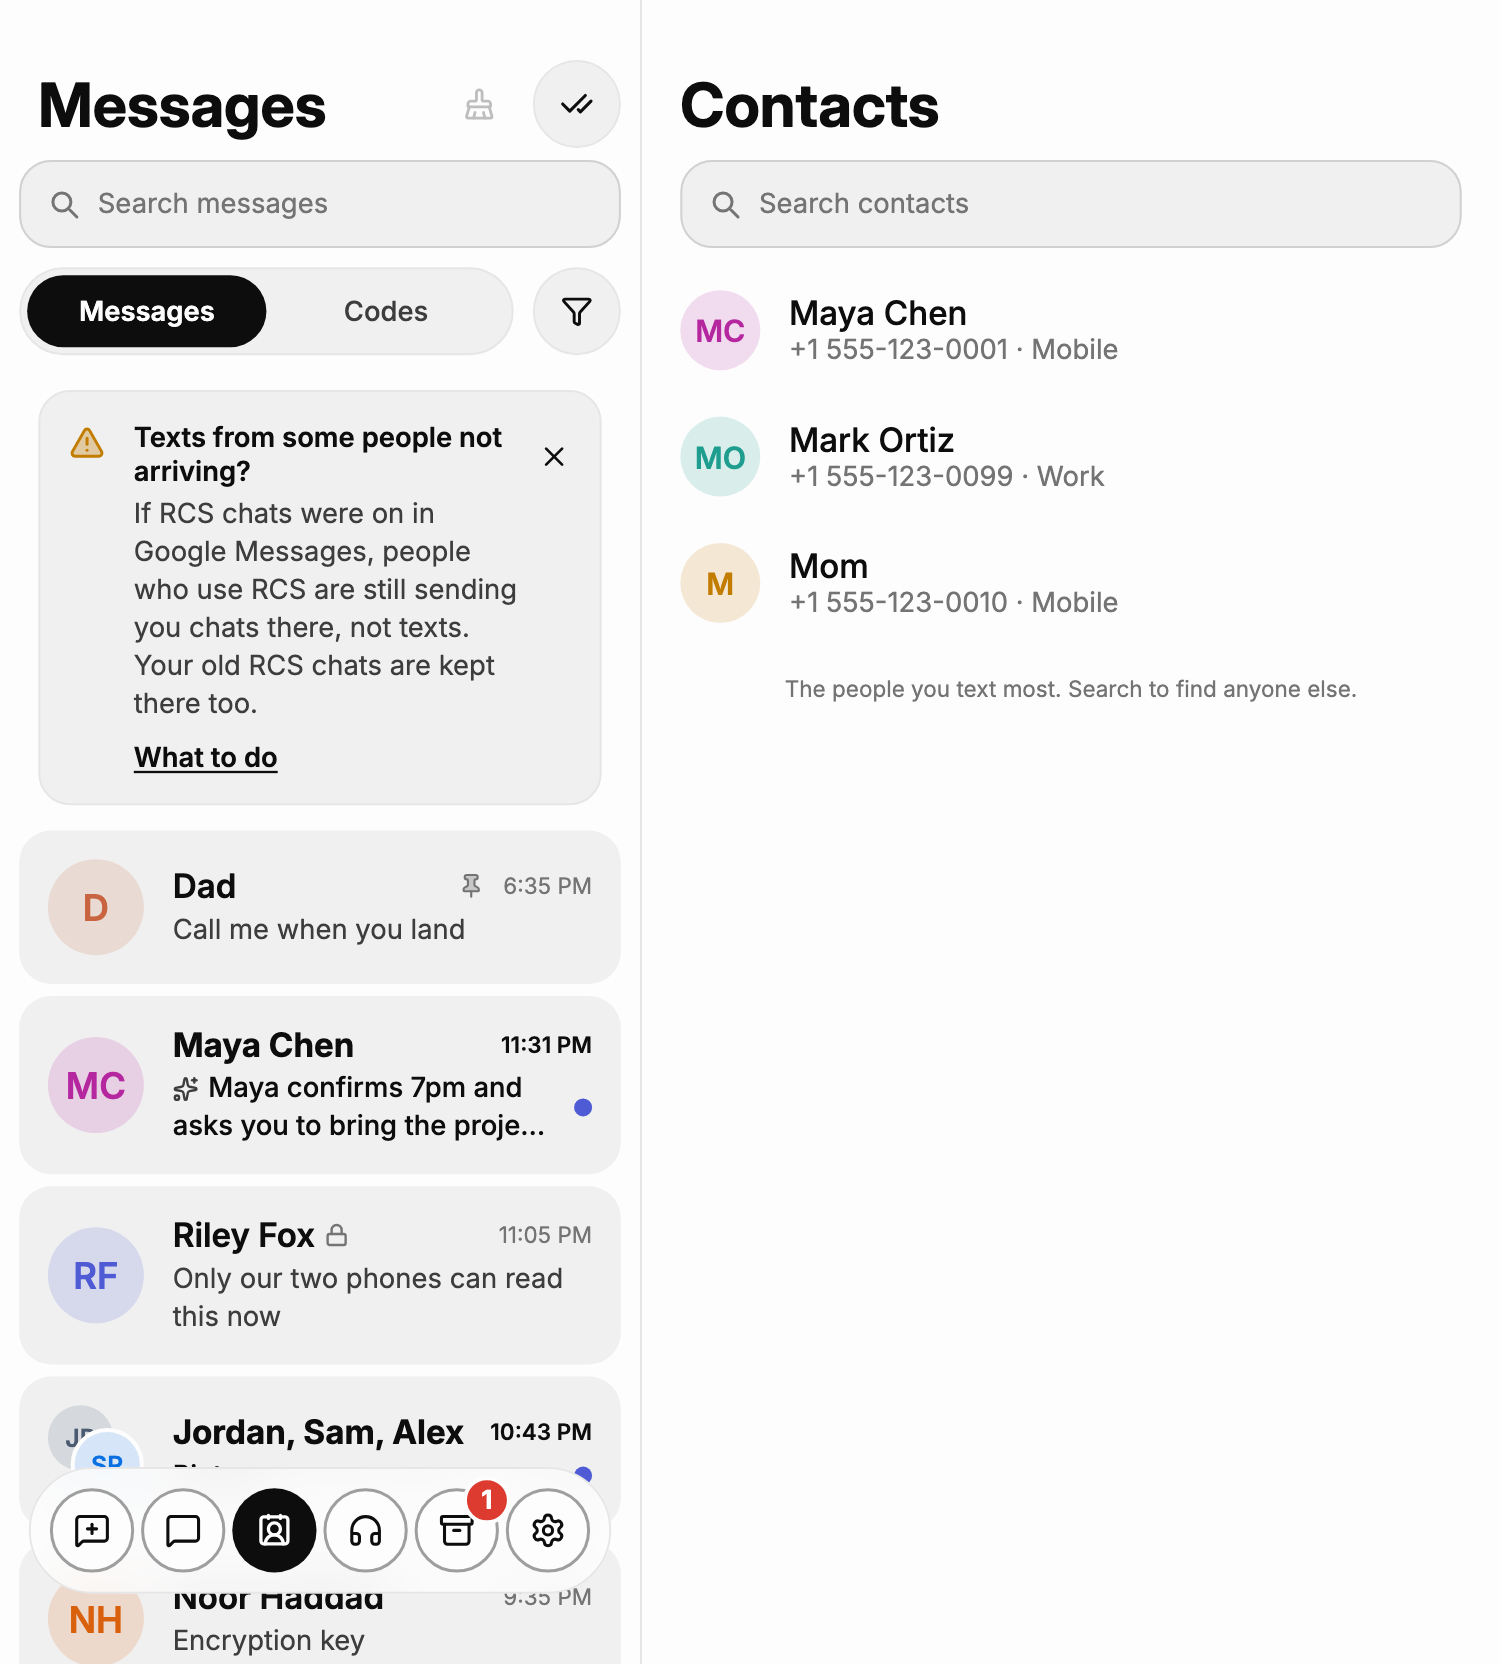 Messages
Search messages
Messages
Codes
Texts from some people not
arriving?
If RCS chats were on in
Google Messages, people
who use RCS are still sending
you chats there, not texts.
Your old RCS chats are kept
there too.
What to do
D
Dad
6:35 PM
Call me when you land
MC
Maya Chen
11:31 PM
Maya confirms 7pm and
asks you to bring the proje...
RF
Riley Fox
11:05 PM
Only our two phones can read
this now
Jordan, Sam, Alex
10:43 PM
1
NH
Noor Haddad
9:35 PM
Encryption key
Contacts
Search contacts
MC
Maya Chen
+1 555-123-0001 · Mobile
MO
Mark Ortiz
+1 555-123-0099 · Work
M
Mom
+1 555-123-0010 · Mobile
The people you text most. Search to find anyone else.